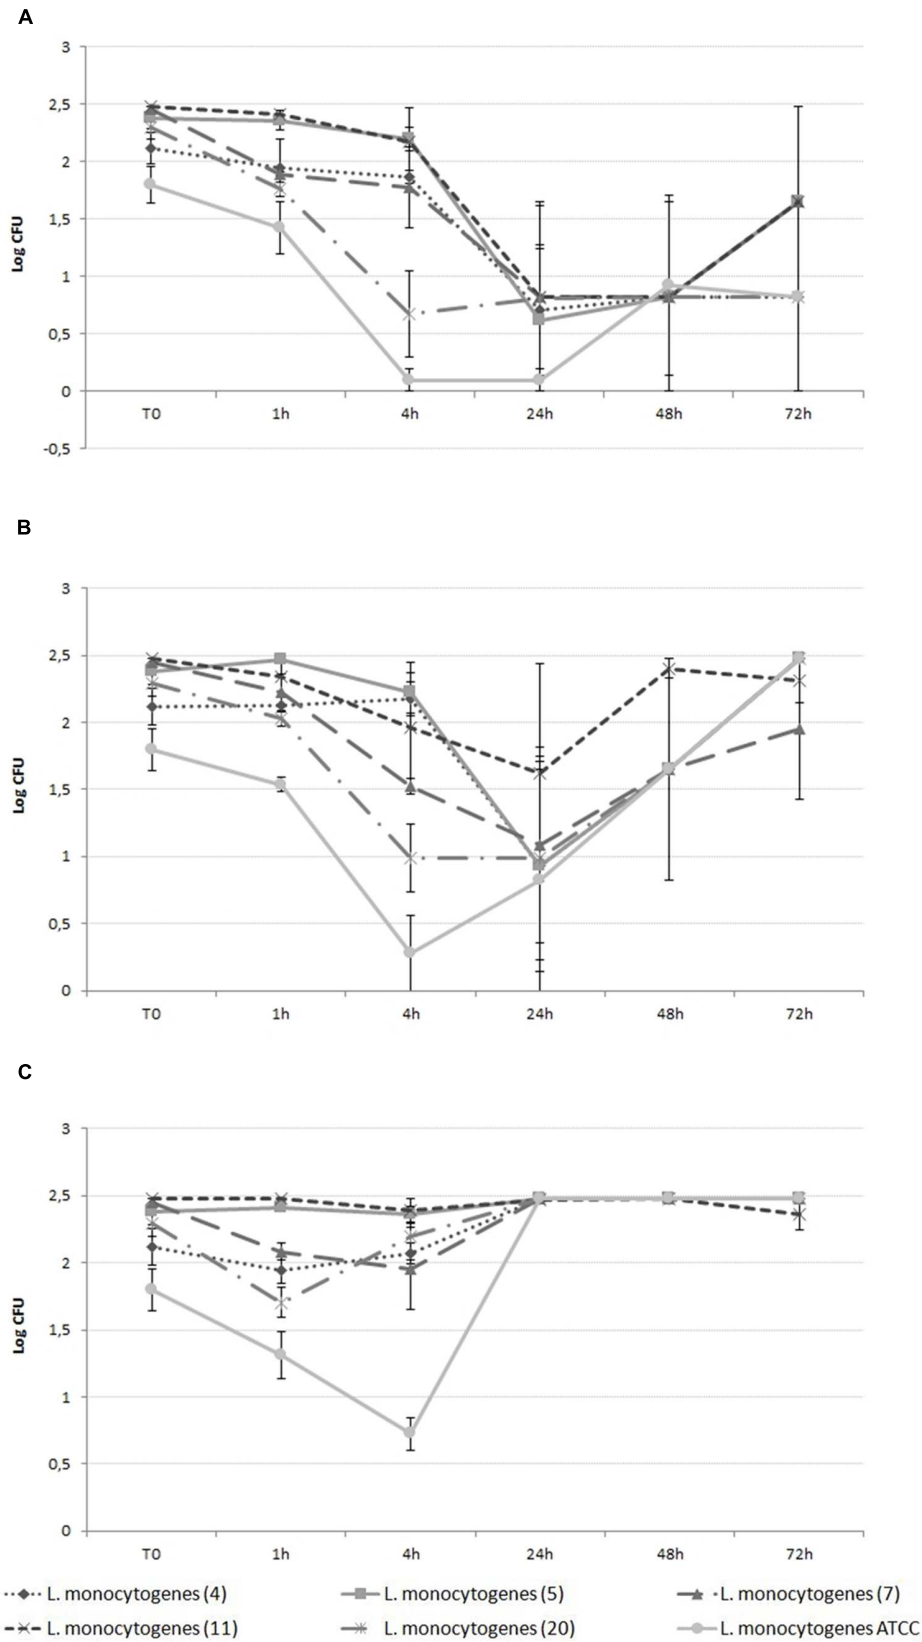 A
3
2,5
2
1,5
1
0,5
0
-0,5
Log CFU
T0 1h 4h 24h 48h 72h
B
3
2,5
2
1,5
1
0,5
0
Log CFU
T0 1h 4h 24h 48h 72h
C
3
2,5
2
1,5
1
0,5
0
Log CFU
T0 1h 4h 24h 48h 72h
L. monocytogenes (4) L. monocytogenes (5) L. monocytogenes (7)
L. monocytogenes (11) L. monocytogenes (20) L. monocytogenes ATCC